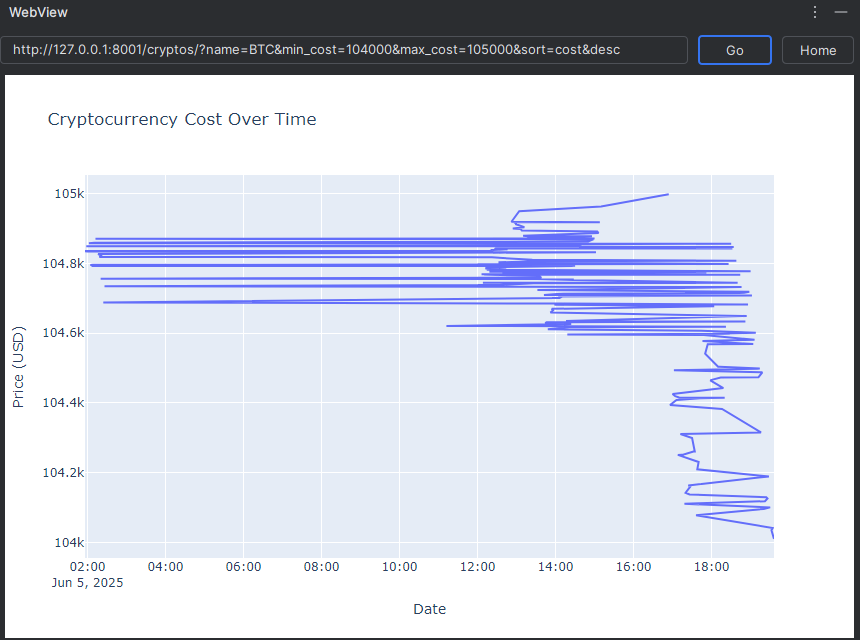 WebView
http://127.0.0.1:8001/cryptos/?name=BTC&min_cost=104000&max_cost=105000&sort=cost&desc
Go
Home
Cryptocurrency Cost Over Time
105k
104.8k
104.6k
104.4k
104.2k
104k
Price (USD)
02:00 04:00 06:00 08:00 10:00 12:00 14:00 16:00 18:00
Jun 5, 2025
Date